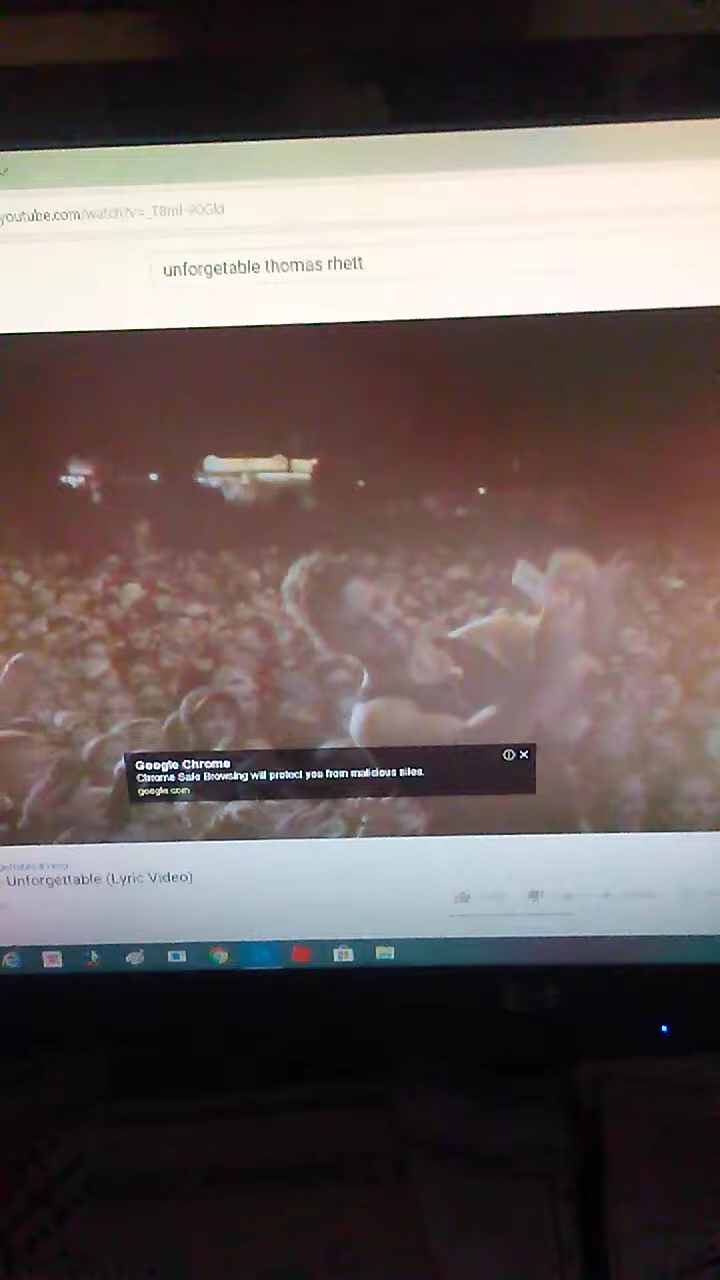 unforgetable thomas rhett
Google Chrome
Chrome Safe Browsing will protect you from malicious sites.
google.com
Unforgettable (Lyric Video)